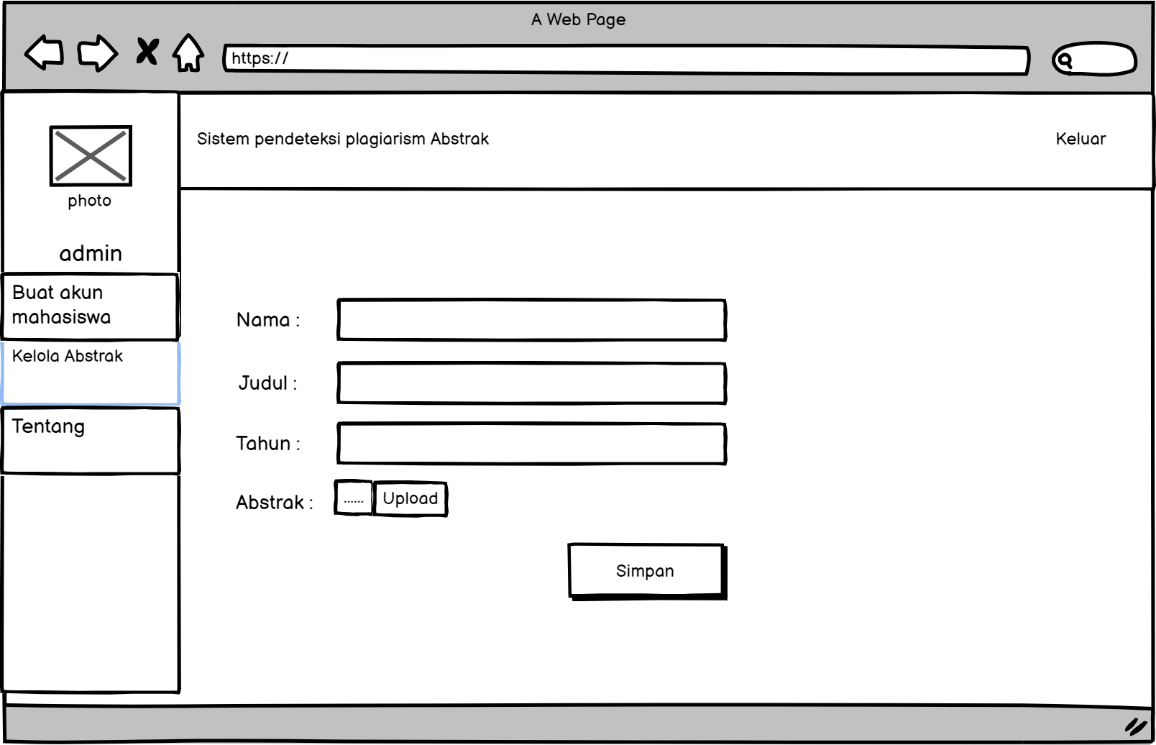 A Web Page
https://
Sistem pendeteksi plagiarism Abstrak
Keluar
photo
admin
Buat akun
mahasiswa
Kelola Abstrak
Tentang
Nama :
Judul :
Tahun :
Abstrak :
...... Upload
Simpan